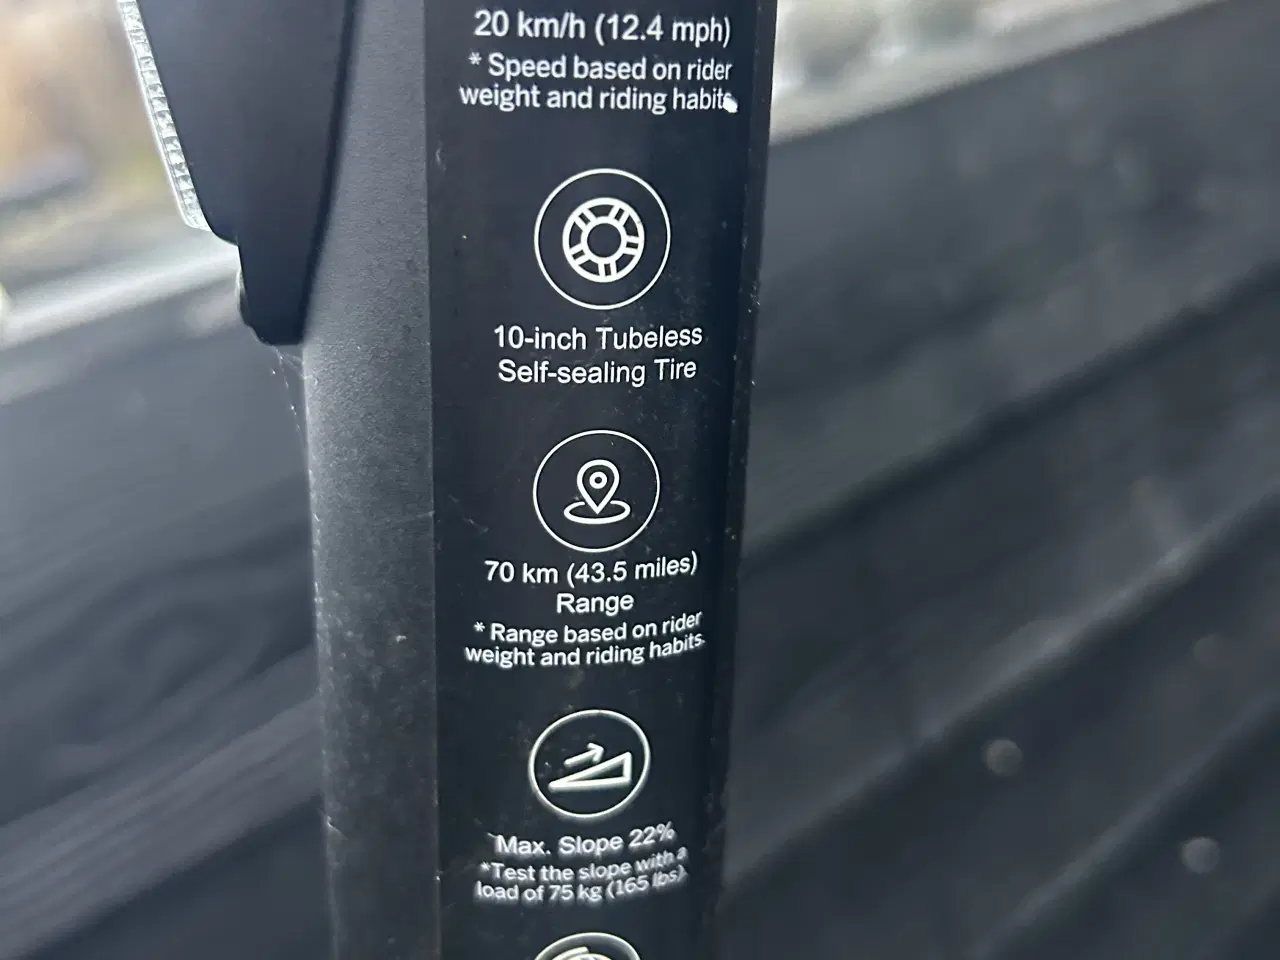 20 km/h (12.4 mph)
* Speed based on rider
weight and riding habits
10-inch Tubeless
Self-sealing Tire
70 km (43.5 miles)
Range
* Range based on rider
weight and riding habits.
Max. Slope 22%
*Test the slope with a
load of 75 kg (165 lbs).